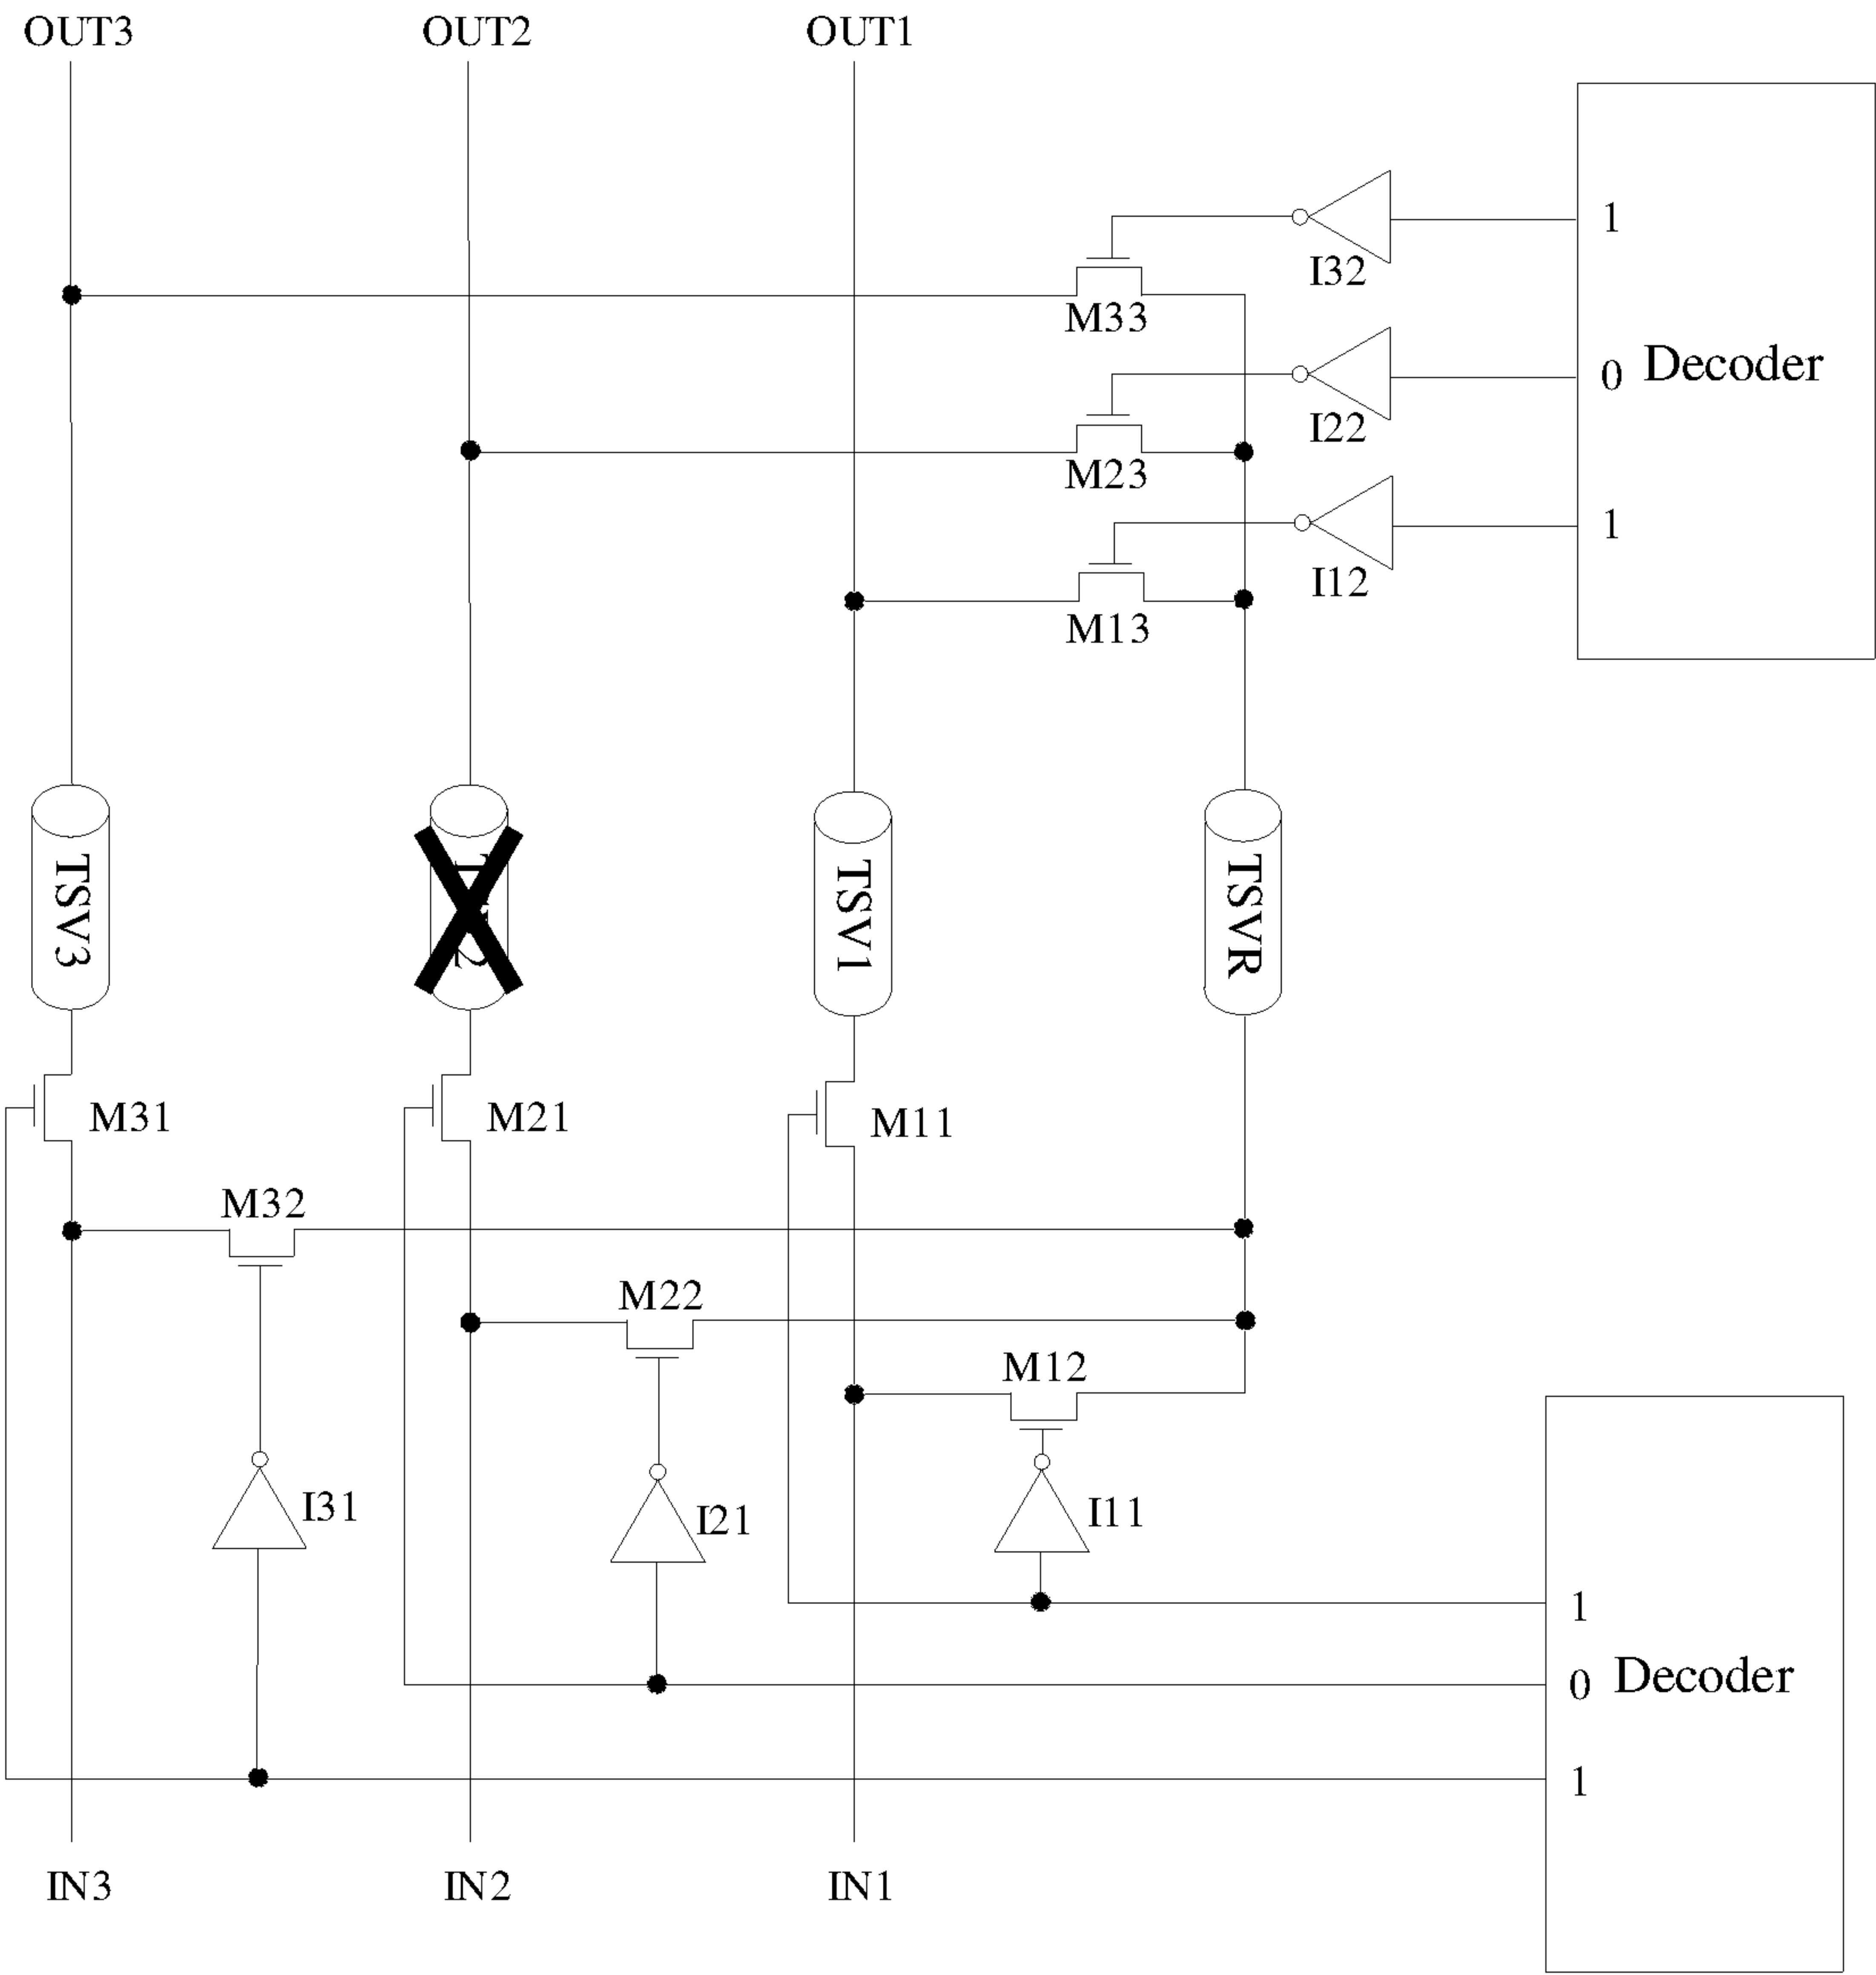 OUT3 OUT2 OUT1
1
I32
M33
0 Decoder
I22
M23
1
I12
M13
TSV3
TSV1
TSVR
M31
M21
M11
M32
M22
M12
I31
I21
I11
1
0 Decoder
1
IN3 IN2 IN1